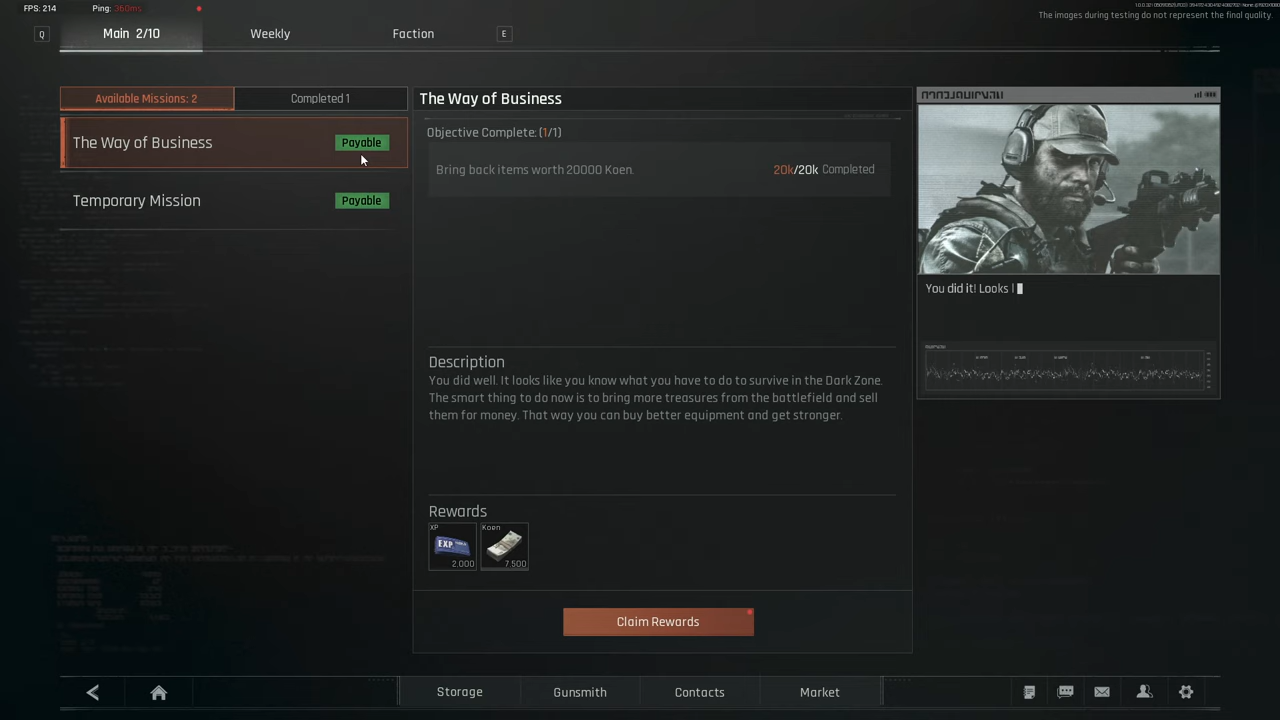 FPS: 214
Ping: 360ms
The images during testing do not represent the final quality
Q
Main 2/10
Weekly
Faction
E
Available Missions: 2
Completed 1
The Way of Business
Payable
Temporary Mission
Payable
The Way of Business
Objective Complete: (1/1)
Bring back items worth 20000 Koen.
20k/20k Completed
Description
You did well. It looks like you know what you have to do to survive in the Dark Zone.
The smart thing to do now is to bring more treasures from the battlefield and sell
them for money. That way you can buy better equipment and get stronger.
Rewards
XP
EXP
2.000
Koen
7.500
Claim Rewards
You did it! Looks l
Storage
Gunsmith
Contacts
Market